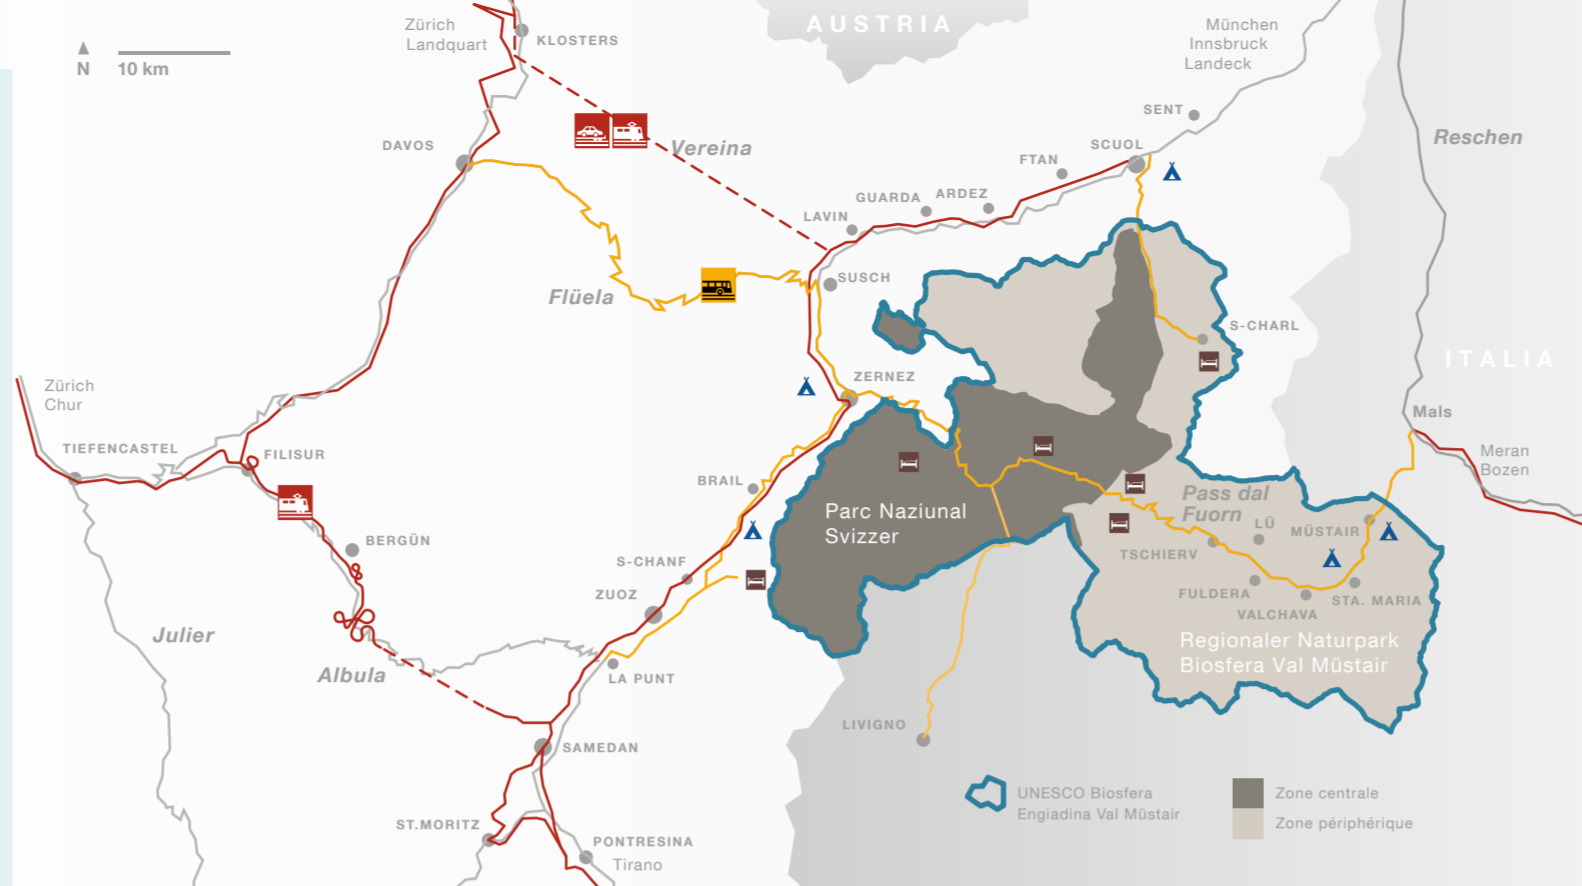 AUSTRIA
Zürich
Landquart
KLOSTERS
München
Innsbruck
Landeck
N
10 km
SENT
Reschen
DAVOS
Vereina
SCUOL
FTAN
GUARDA
ARDEZ
LAVIN
SUSCH
Flüela
S-CHARL
ITALIA
ZERNEZ
Zürich
Chur
Mals
TIEFENCASTEL
FILISUR
Meran
Bozen
BRAIL
Pass dal
Fuorn
Parc Naziunal
Svizzer
LÜ
MÜSTAIR
BERGÜN
TSCHIERV
S-CHANF
ZUOZ
FULDERA
STA. MARIA
VALCHAVA
Julier
Regionaler Naturpark
Biosfera Val Müstair
Albula
LA PUNT
LIVIGNO
SAMEDAN
UNESCO Biosfera
Engiadina Val Müstair
Zone centrale
Zone périphérique
ST.MORITZ
PONTRESINA
Tirano